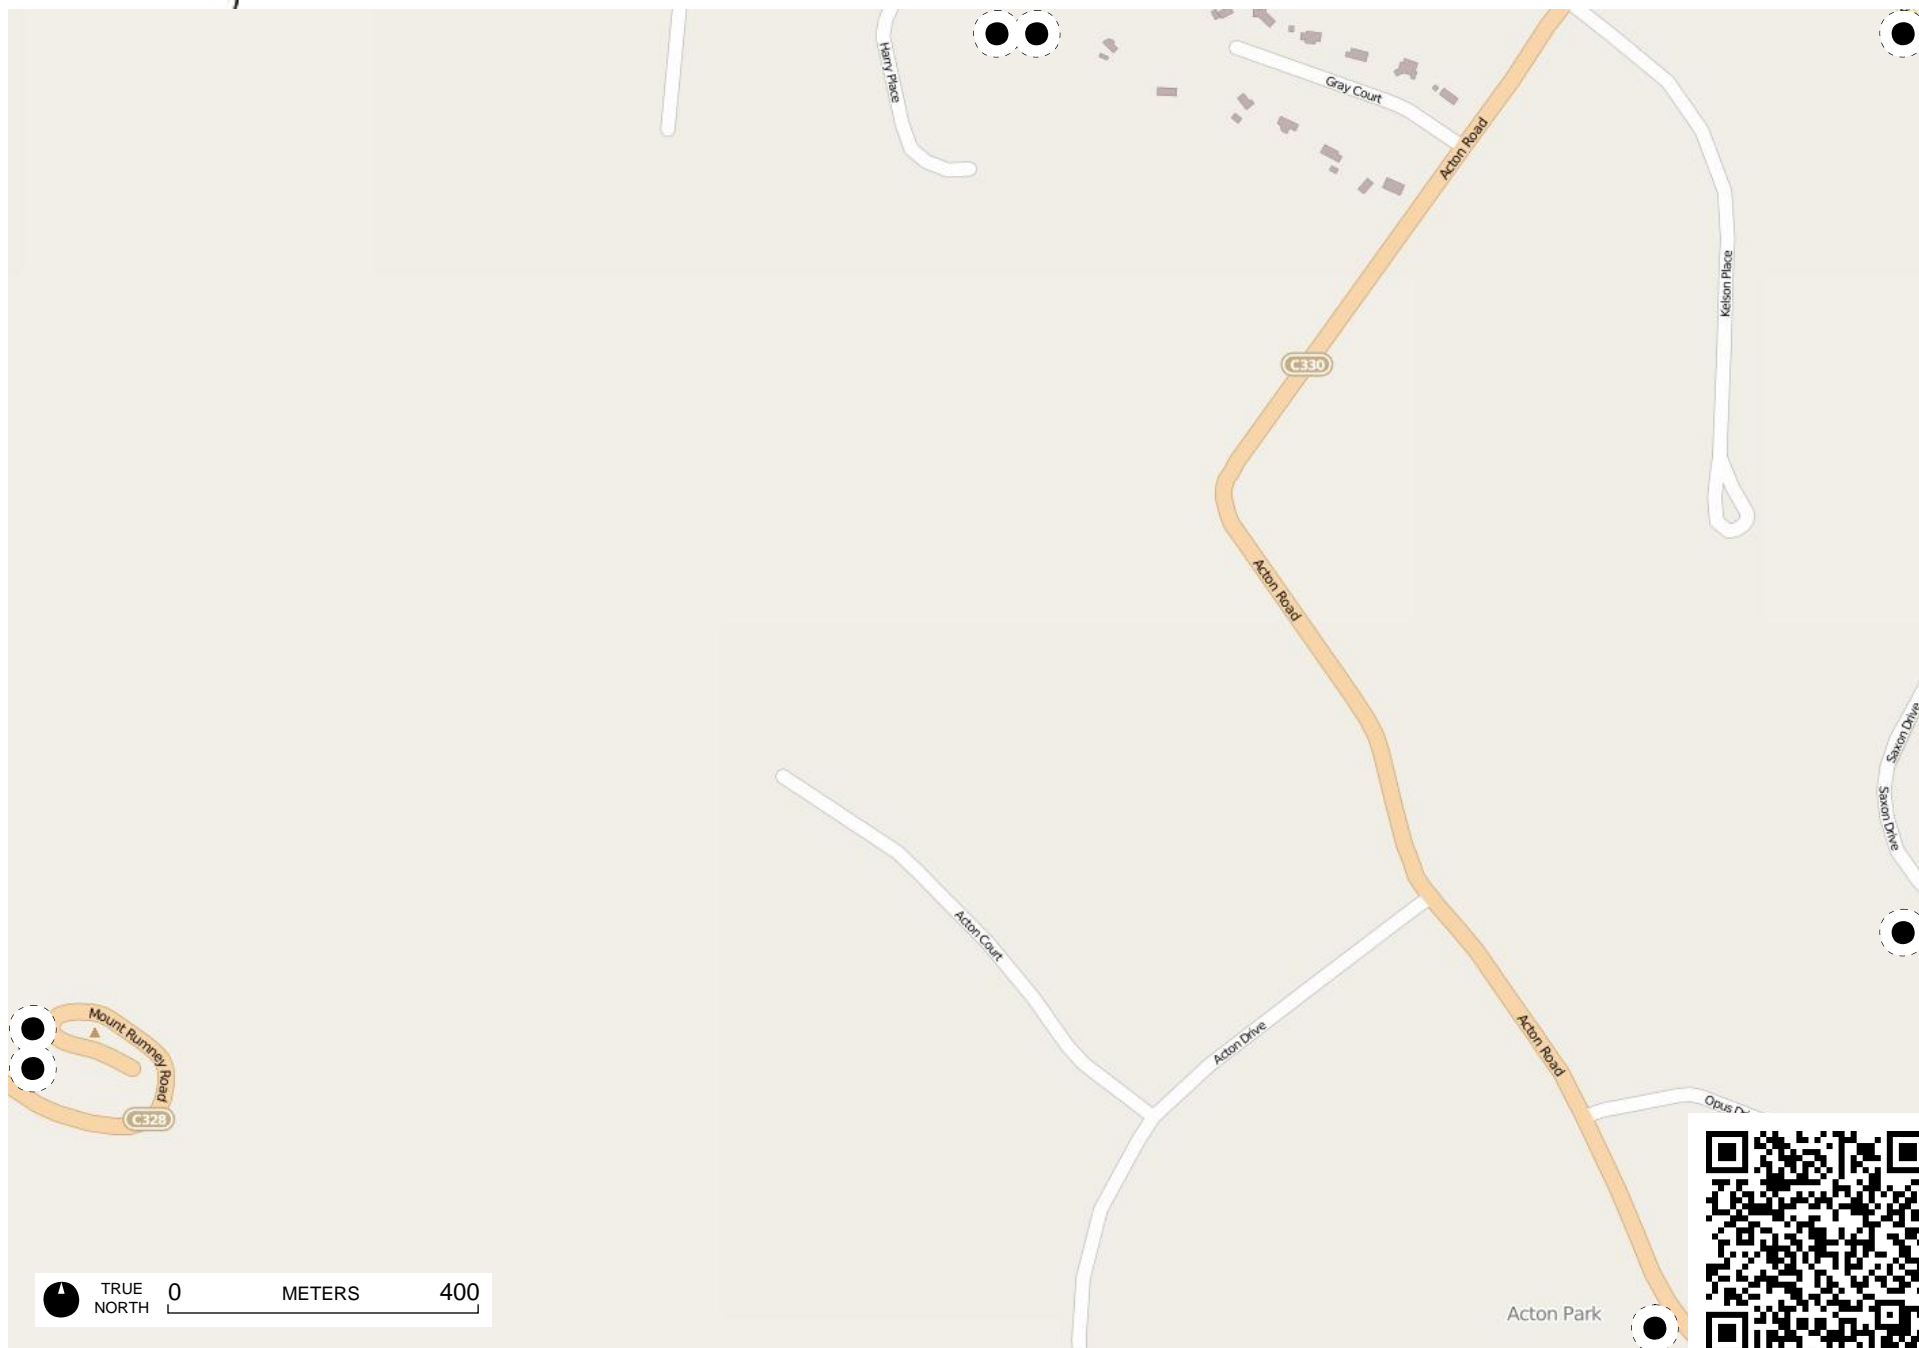 Harry Place
Gray Court
Acton Road
Kelson Place
C330
Acton Road
Saxon Drive
Saxon Drive
Acton Court
Mount Rumney Road
Acton Drive
Acton Road
C328
Opus
TRUE
NORTH
0 METERS 400
Acton Park